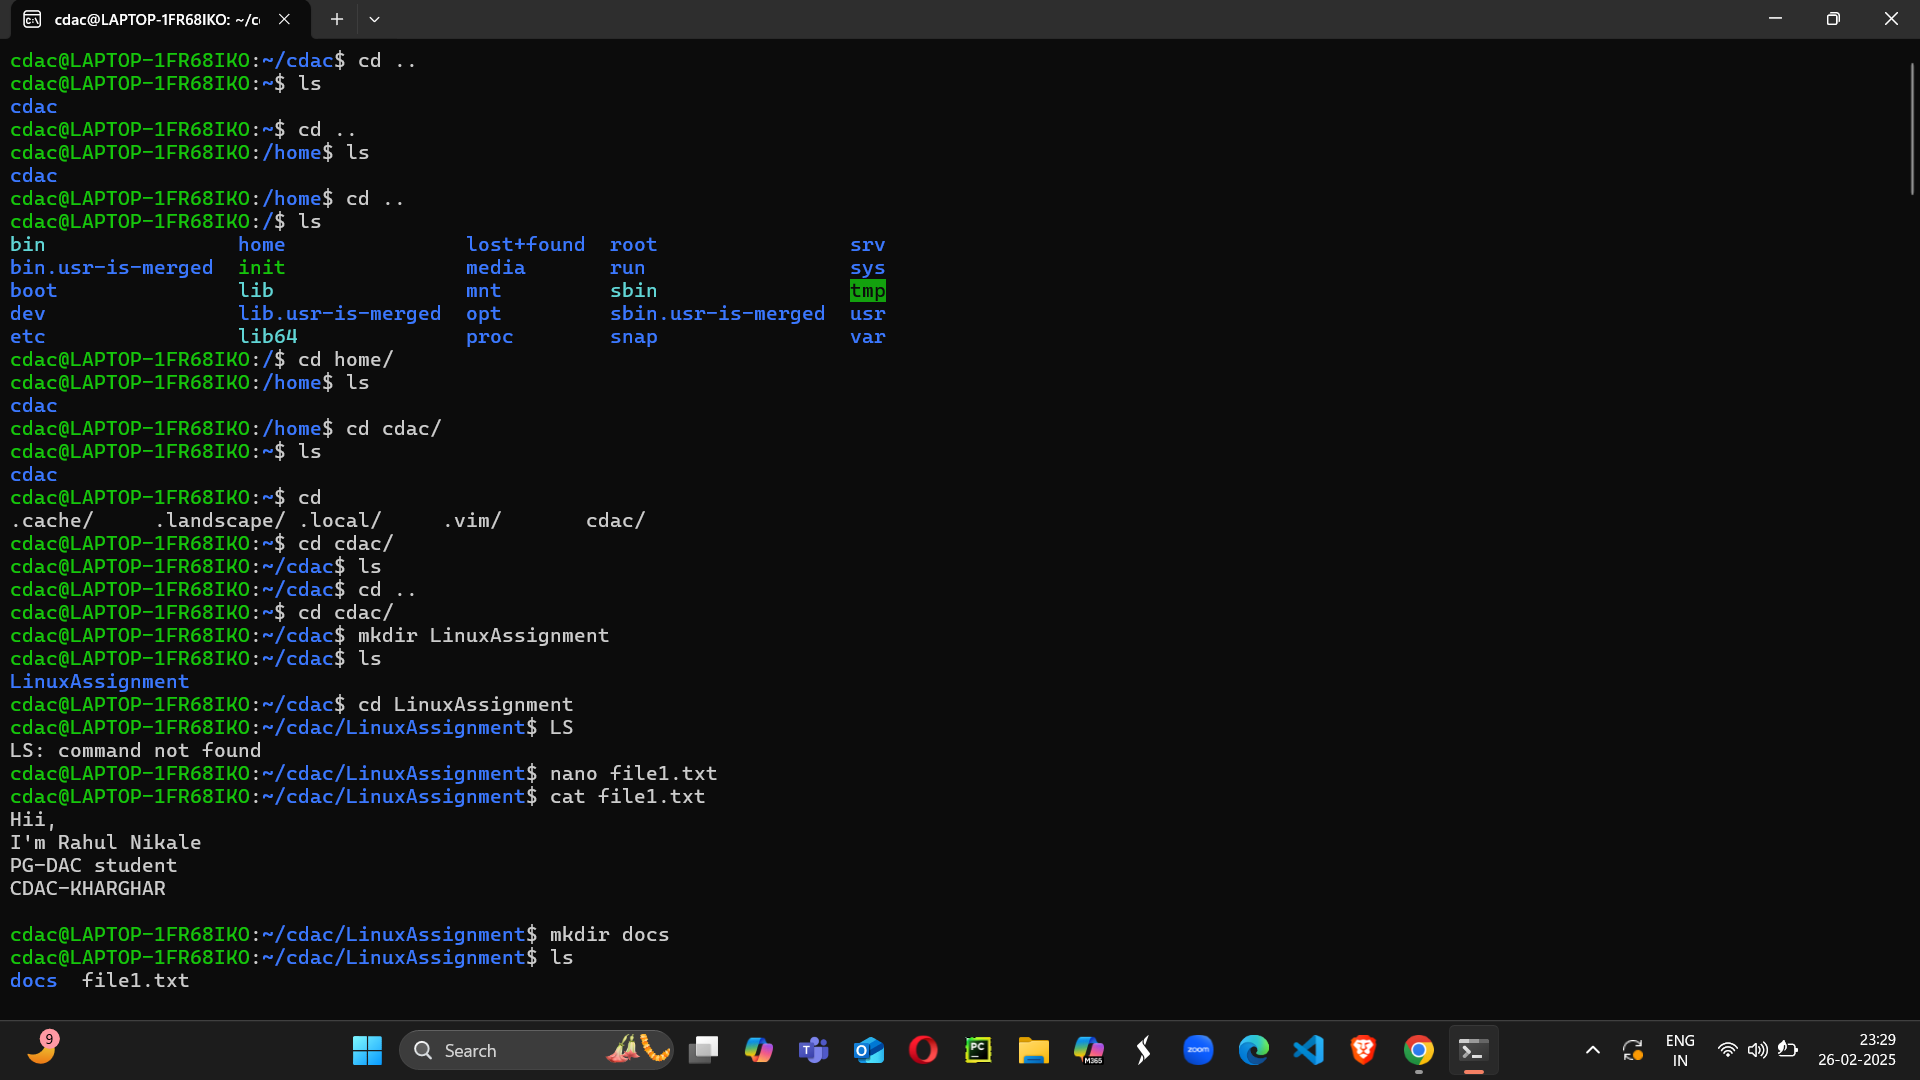 cdac@LAPTOP-1FR68IKO: ~/c
cdac@LAPTOP-1FR68IKO:~/cdac$ cd ..
cdac@LAPTOP-1FR68IKO:~$ ls
cdac
cdac@LAPTOP-1FR68IKO:~$ cd ..
cdac@LAPTOP-1FR68IKO:/home$ ls
cdac
cdac@LAPTOP-1FR68IKO:/home$ cd ..
cdac@LAPTOP-1FR68IKO:/$ ls
bin home lost+found root srv
bin.usr-is-merged init media run sys
boot lib mnt sbin tmp
dev lib.usr-is-merged opt sbin.usr-is-merged usr
etc lib64 proc snap var
cdac@LAPTOP-1FR68IKO:/$ cd home/
cdac@LAPTOP-1FR68IKO:/home$ ls
cdac
cdac@LAPTOP-1FR68IKO:/home$ cd cdac/
cdac@LAPTOP-1FR68IKO:~$ ls
cdac
cdac@LAPTOP-1FR68IKO:~$ cd
.cache/ .landscape/ .local/ .vim/ cdac/
cdac@LAPTOP-1FR68IKO:~$ cd cdac/
cdac@LAPTOP-1FR68IKO:~/cdac$ ls
cdac@LAPTOP-1FR68IKO:~/cdac$ cd ..
cdac@LAPTOP-1FR68IKO:~$ cd cdac/
cdac@LAPTOP-1FR68IKO:~/cdac$ mkdir LinuxAssignment
cdac@LAPTOP-1FR68IKO:~/cdac$ ls
LinuxAssignment
cdac@LAPTOP-1FR68IKO:~/cdac$ cd LinuxAssignment
cdac@LAPTOP-1FR68IKO:~/cdac/LinuxAssignment$ LS
LS: command not found
cdac@LAPTOP-1FR68IKO:~/cdac/LinuxAssignment$ nano file1.txt
cdac@LAPTOP-1FR68IKO:~/cdac/LinuxAssignment$ cat file1.txt
Hii,
I'm Rahul Nikale
PG-DAC student
CDAC-KHARGHAR
cdac@LAPTOP-1FR68IKO:~/cdac/LinuxAssignment$ mkdir docs
cdac@LAPTOP-1FR68IKO:~/cdac/LinuxAssignment$ ls
docs file1.txt
9
Search
PC
M365
zoom
ENG
IN
23:29
26-02-2025